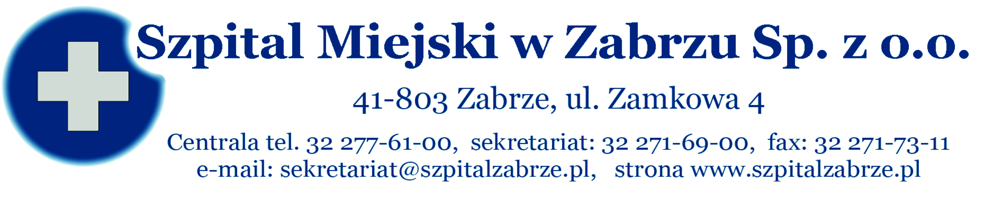 Szpital Miejski w Zabrzu Sp. z o.o.
41-803 Zabrze, ul. Zamkowa 4
Centrala tel. 32 277-61-00, sekretariat: 32 271-69-00, fax: 32 271-73-11
e-mail: sekretariat@szpitalzabrze.pl, strona www.szpitalzabrze.pl